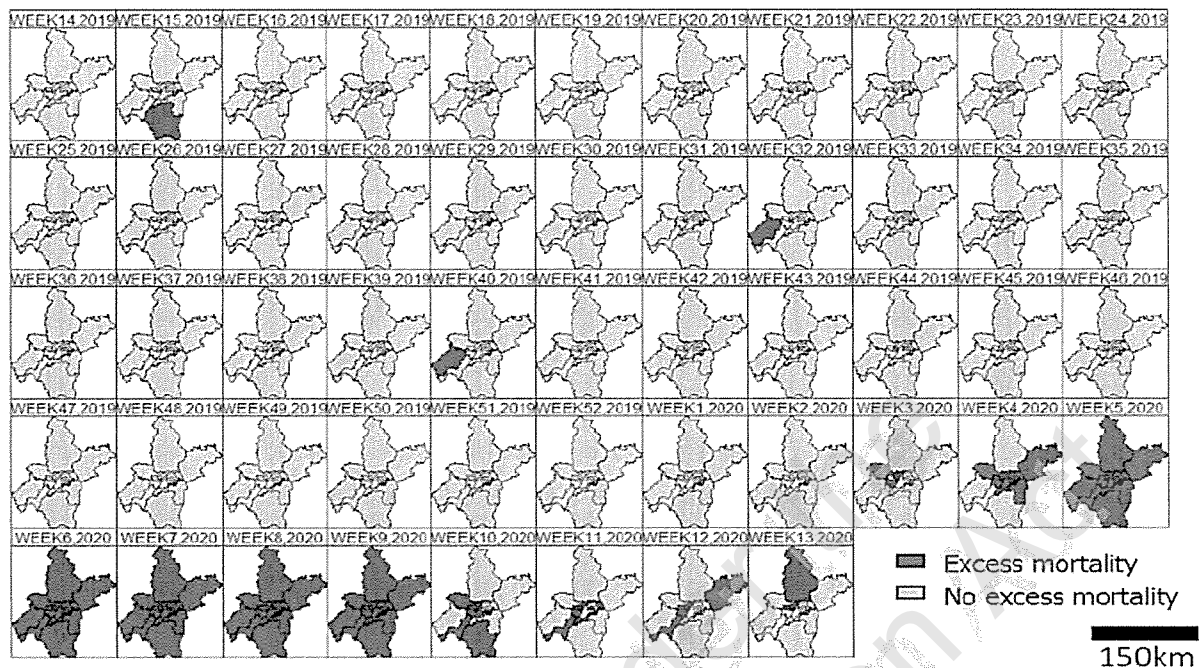 WEEK14,2019 WEEK15,2019 WEEK16,2019 WEEK17,2019 WEEK18,2019 WEEK19,2019 WEEK20,2019 WEEK21,2019 WEEK22,2019 WEEK23,2019 WEEK24,2019
WEEK25,2019 WEEK26,2019 WEEK27,2019 WEEK28,2019 WEEK29,2019 WEEK30,2019 WEEK31,2019 WEEK32,2019 WEEK33,2019 WEEK34,2019 WEEK35,2019
WEEK36,2019 WEEK37,2019 WEEK38,2019 WEEK39,2019 WEEK40,2019 WEEK41,2019 WEEK42,2019 WEEK43,2019 WEEK44,2019 WEEK45,2019 WEEK46,2019
WEEK47,2019 WEEK48,2019 WEEK49,2019 WEEK50,2019 WEEK51,2019 WEEK52,2019 WEEK1,2020 WEEK2,2020 WEEK3,2020 WEEK4,2020 WEEK5,2020
WEEK6,2020 WEEK7,2020 WEEK8,2020 WEEK9,2020 WEEK10,2020 WEEK11,2020 WEEK12,2020 WEEK13,2020
Excess mortality
No excess mortality
150km